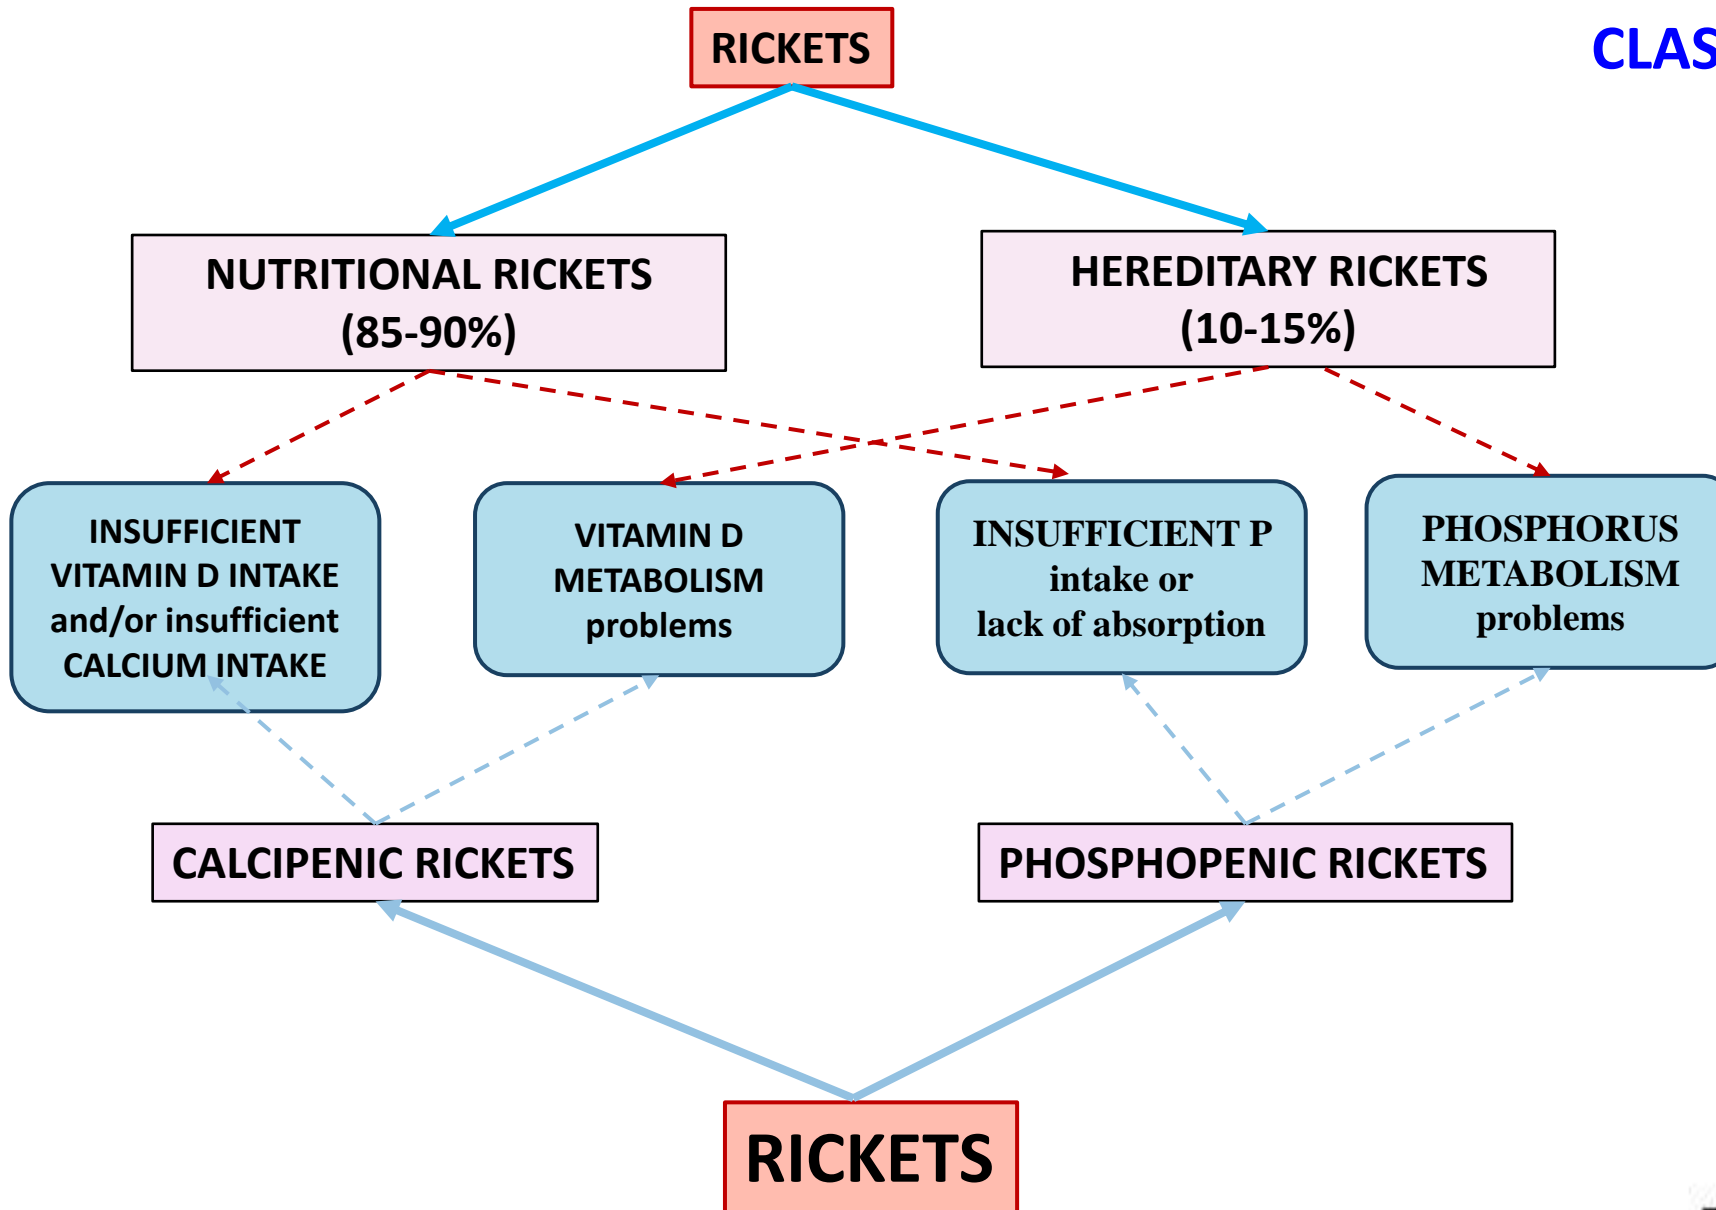 RICKETS
CLAS
NUTRITIONAL RICKETS
(85-90%)
HEREDITARY RICKETS
(10-15%)
INSUFFICIENT
VITAMIN D INTAKE
and/or insufficient
CALCIUM INTAKE
VITAMIN D
METABOLISM
problems
INSUFFICIENT P
intake or
lack of absorption
PHOSPHORUS
METABOLISM
problems
CALCIPENIC RICKETS
PHOSPHOPENIC RICKETS
RICKETS